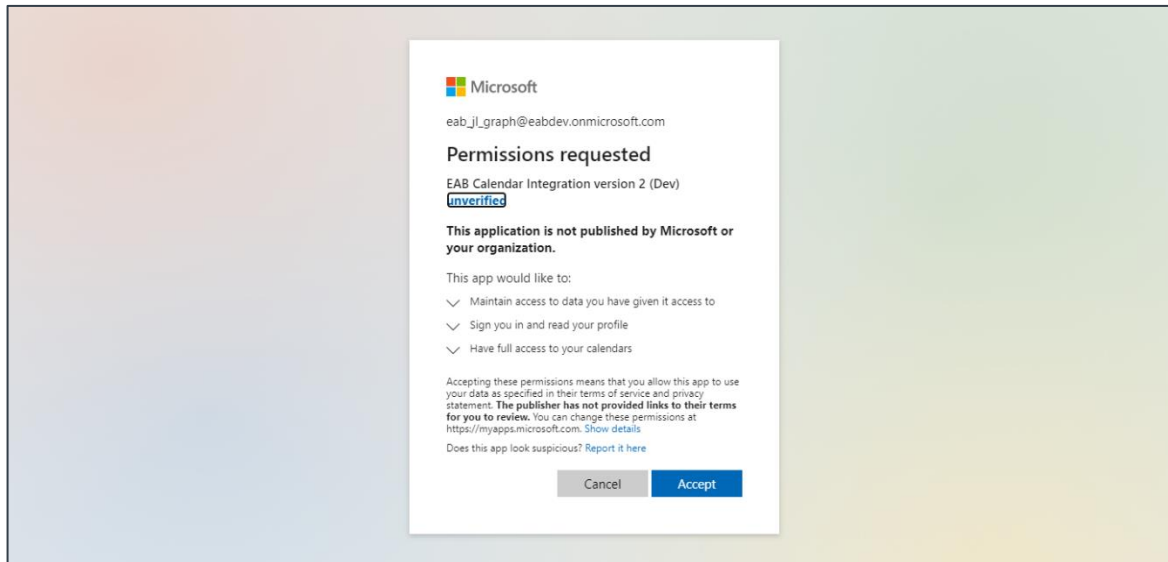 Microsoft
eab_jl_graph@eabdev.onmicrosoft.com
Permissions requested
EAB Calendar Integration version 2 (Dev)
unverified
This application is not published by Microsoft or
your organization.
This app would like to:
Maintain access to data you have given it access to
Sign you in and read your profile
Have full access to your calendars
Accepting these permissions means that you allow this app to use
your data as specified in their terms of service and privacy
statement. The publisher has not provided links to their terms
for you to review. You can change these permissions at
https://myapps.microsoft.com. Show details
Does this app look suspicious? Report it here
Cancel Accept